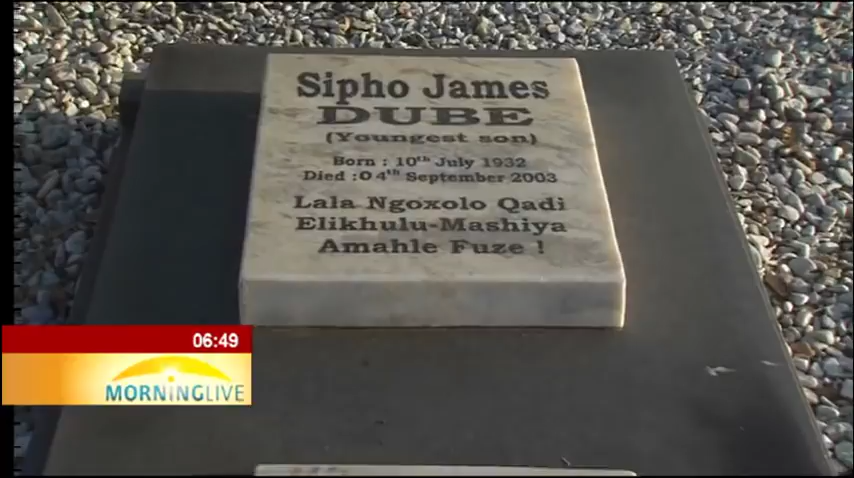 Sipho James
DUBE
(Youngest son)
Born : 10th July 1932
Died : 04th September 2003
Lala Ngoxolo Qadi
Elikhulu-Mashiya
Amahle Fuze !
06:49
MORNINGLIVE